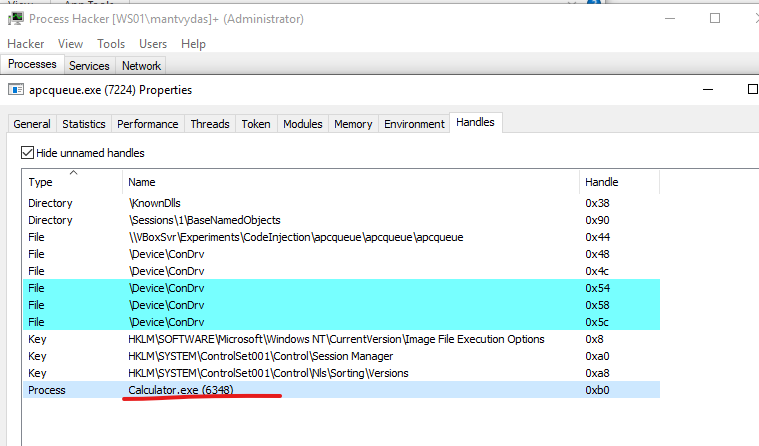 Process Hacker [WS01\mantvydas]+ (Administrator)
Hacker View Tools Users Help
Processes Services Network
apcqueue.exe (7224) Properties
General Statistics Performance Threads Token Modules Memory Environment Handles
Hide unnamed handles
Type Name Handle
Directory \KnownDlls 0x38
Directory \Sessions\1\BaseNamedObjects 0x90
File \\VBoxSvr\Experiments\CodeInjection\apcqueue\apcqueue\apcqueue 0x44
File \Device\ConDrv 0x48
File \Device\ConDrv 0x4c
File \Device\ConDrv 0x54
File \Device\ConDrv 0x58
File \Device\ConDrv 0x5c
Key HKLM\SOFTWARE\Microsoft\Windows NT\CurrentVersion\Image File Execution Options 0x8
Key HKLM\SYSTEM\ControlSet001\Control\Session Manager 0xa0
Key HKLM\SYSTEM\ControlSet001\Control\Nls\Sorting\Versions 0xa8
Process Calculator.exe (6348) 0xb0